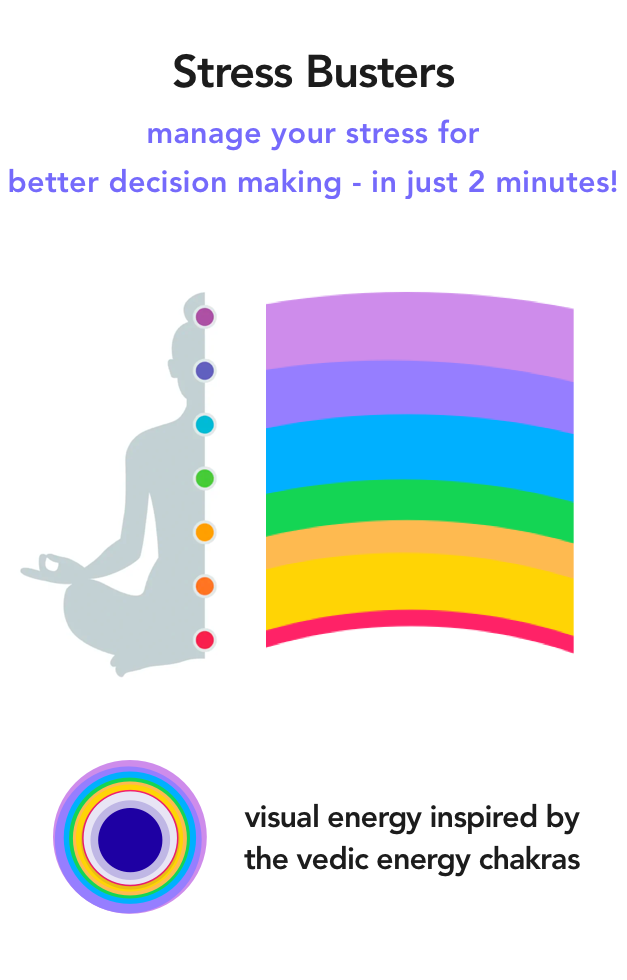 Stress Busters
manage your stress for
better decision making - in just 2 minutes!
visual energy inspired by
the vedic energy chakras